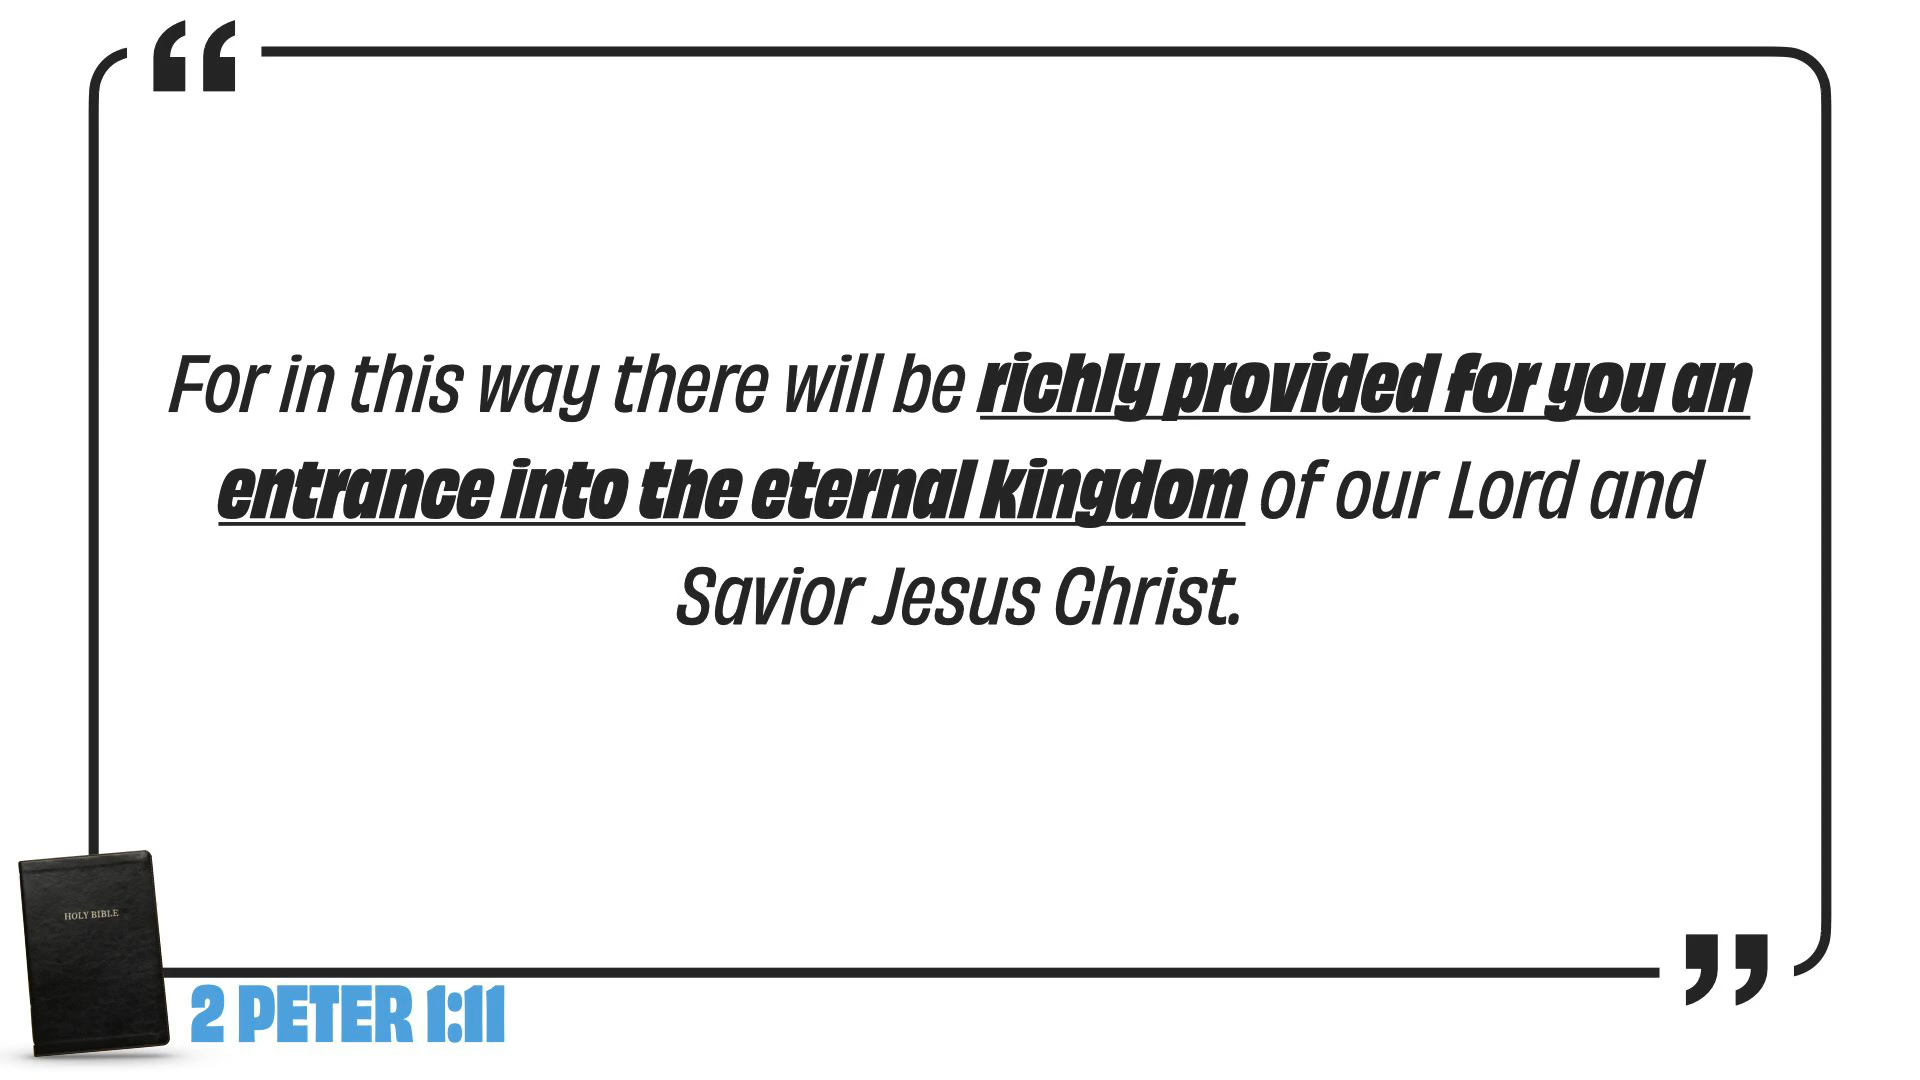 “
For in this way there will be richly provided for you an
entrance into the eternal kingdom of our Lord and
Savior Jesus Christ.
”
HOLY BIBLE
2 PETER 1:11